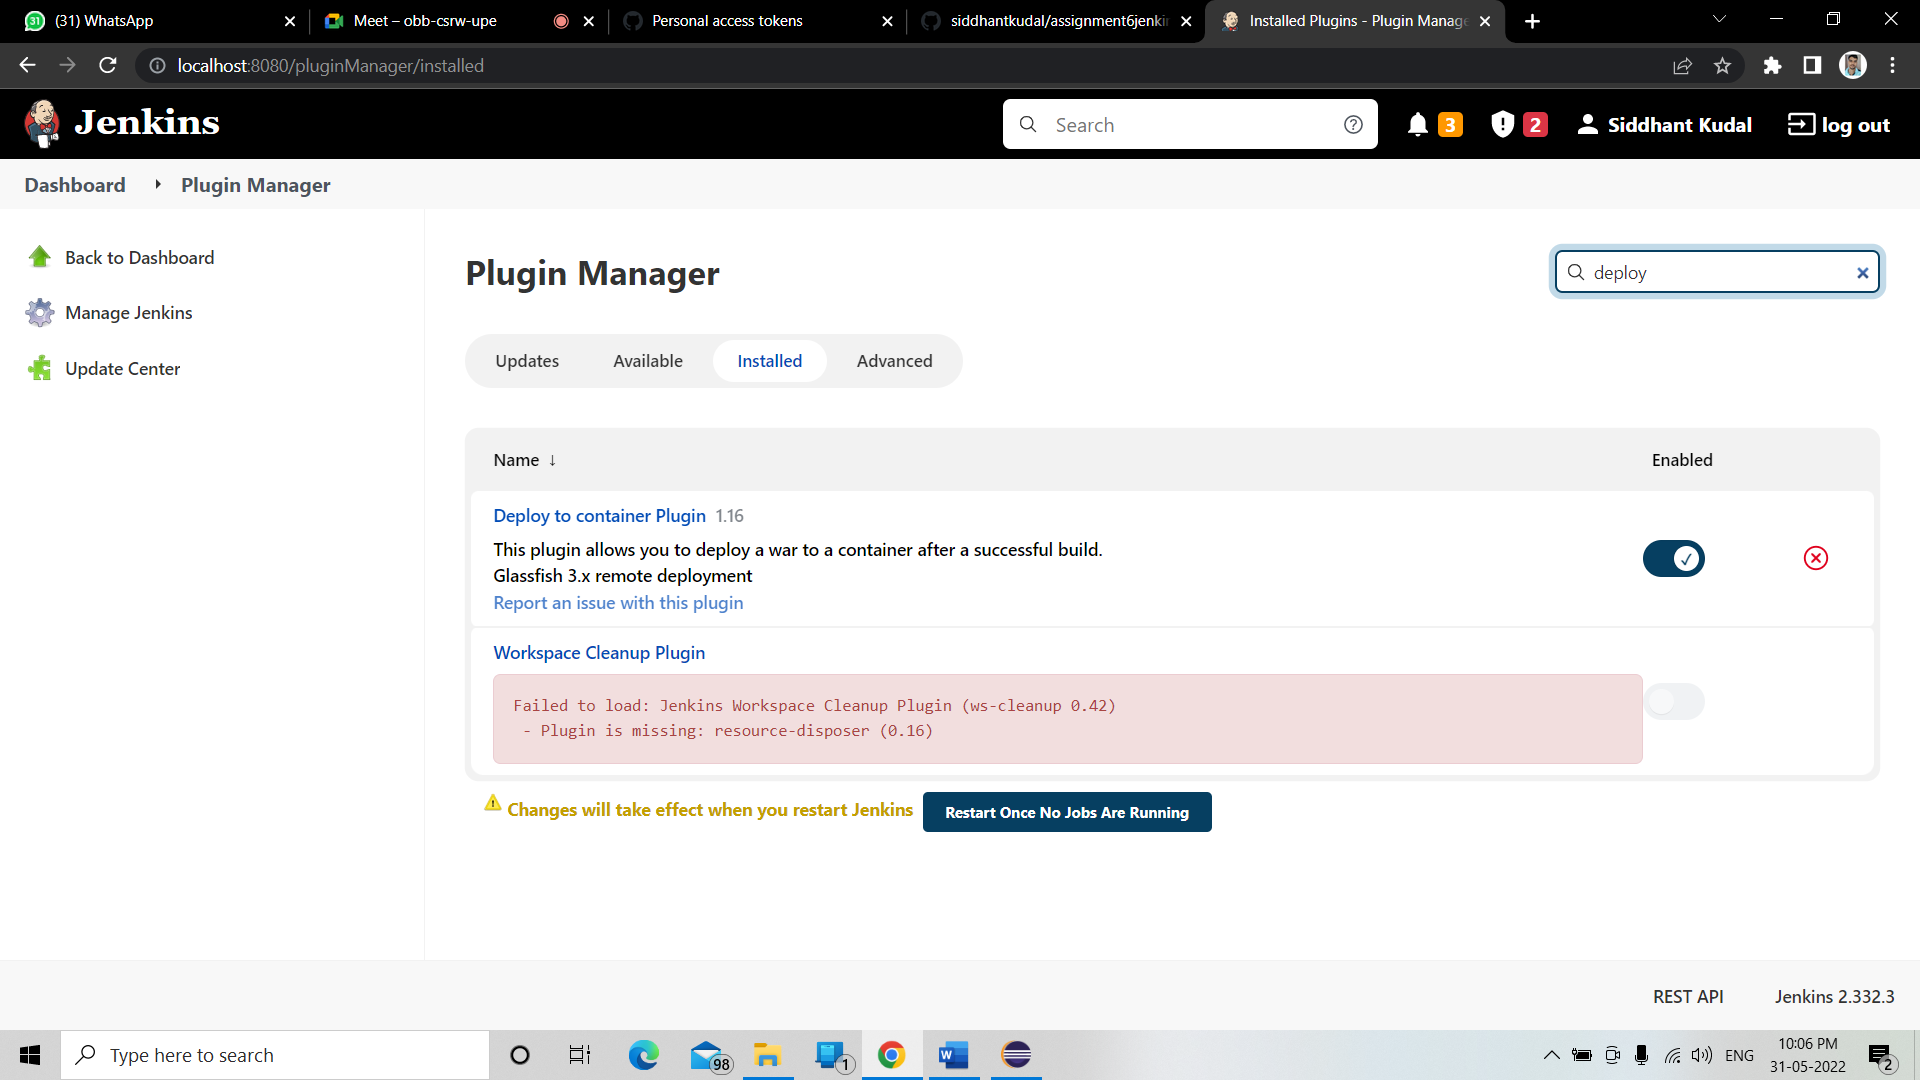 (31) WhatsApp
Meet – obb-csrw-upe
Personal access tokens
siddhantkudal/assignment6jenki
Installed Plugins - Plugin Manage
localhost:8080/pluginManager/installed
Jenkins
Search
3
2
Siddhant Kudal
log out
Dashboard
Plugin Manager
Back to Dashboard
Manage Jenkins
Update Center
Plugin Manager
deploy
Updates
Available
Installed
Advanced
Name ↓
Enabled
Deploy to container Plugin 1.16
This plugin allows you to deploy a war to a container after a successful build.
Glassfish 3.x remote deployment
Report an issue with this plugin
Workspace Cleanup Plugin
Failed to load: Jenkins Workspace Cleanup Plugin (ws-cleanup 0.42)
- Plugin is missing: resource-disposer (0.16)
Changes will take effect when you restart Jenkins
Restart Once No Jobs Are Running
REST API
Jenkins 2.332.3
Type here to search
98
1
ENG
10:06 PM
31-05-2022
2